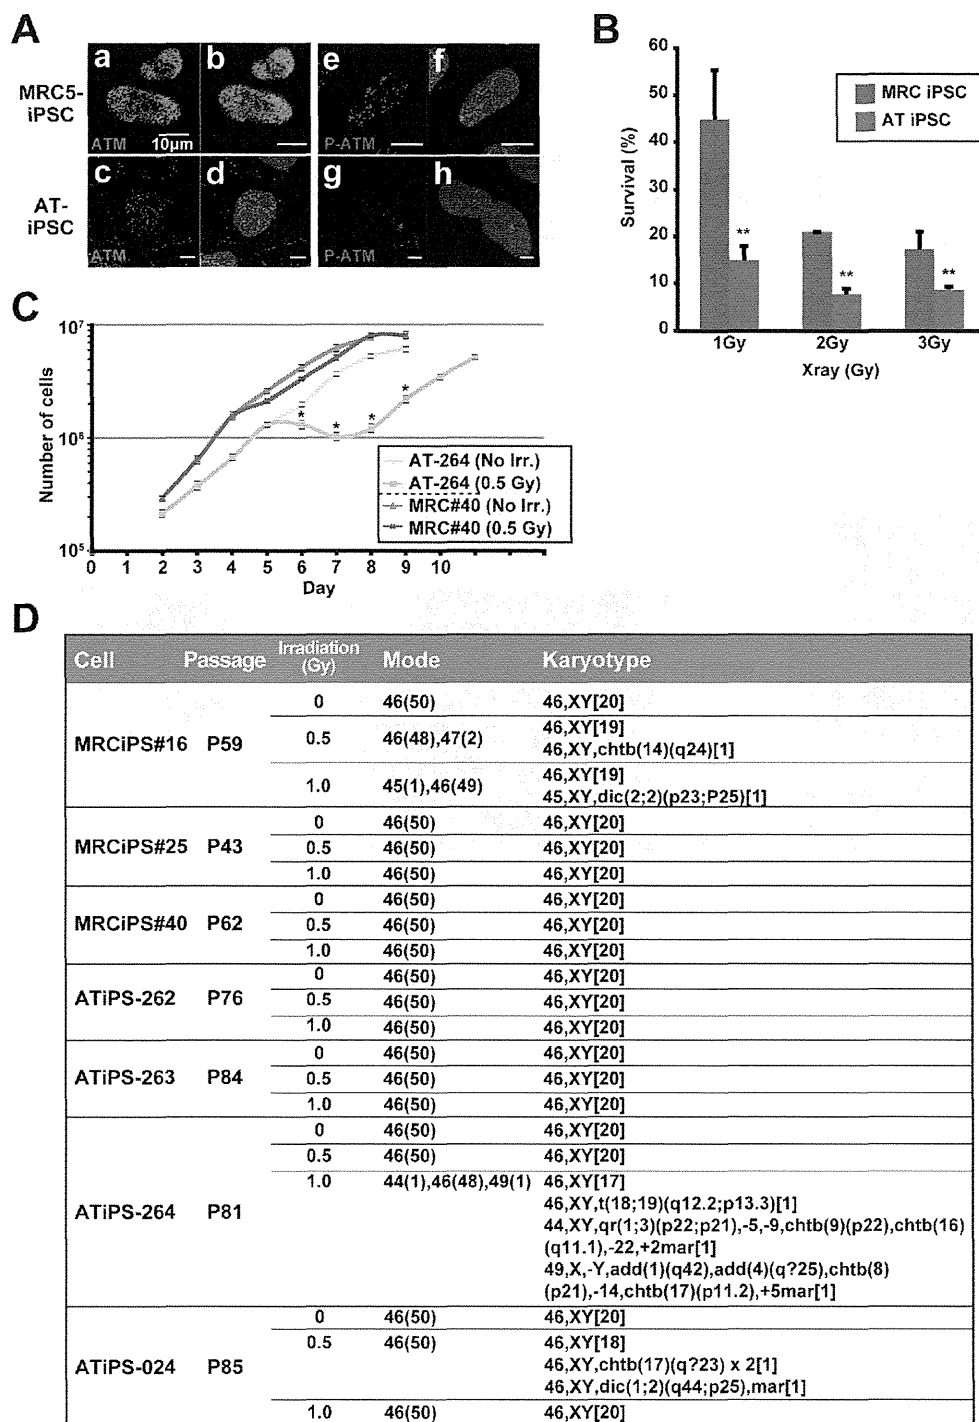 A
MRC5-
iPSC
AT-
iPSC
a
b
e
f
ATM
10μm
P-ATM
c
d
g
h
ATM
P-ATM
B
60
50
40
30
20
10
0
Survival (%)
MRC iPSC
AT iPSC
**
**
**
1Gy
2Gy
3Gy
Xray (Gy)
C
10⁷
10⁶
10⁵
Number of cells
*
*
*
*
AT-264 (No Irr.)
AT-264 (0.5 Gy)
MRC#40 (No Irr.)
MRC#40 (0.5 Gy)
0 1 2 3 4 5 6 7 8 9 10 11 12
Day
D
Cell Passage Irradiation (Gy) Mode Karyotype
MRCiPS#16 P59
0 46(50) 46,XY[20]
0.5 46(48),47(2) 46,XY[19]
46,XY,chtb(14)(q24)[1]
1.0 45(1),46(49) 46,XY[19]
45,XY,dic(2;2)(p23;P25)[1]
MRCiPS#25 P43
0 46(50) 46,XY[20]
0.5 46(50) 46,XY[20]
1.0 46(50) 46,XY[20]
MRCiPS#40 P62
0 46(50) 46,XY[20]
0.5 46(50) 46,XY[20]
1.0 46(50) 46,XY[20]
ATiPS-262 P76
0 46(50) 46,XY[20]
0.5 46(50) 46,XY[20]
1.0 46(50) 46,XY[20]
ATiPS-263 P84
0 46(50) 46,XY[20]
0.5 46(50) 46,XY[20]
1.0 46(50) 46,XY[20]
ATiPS-264 P81
0 46(50) 46,XY[20]
0.5 46(50) 46,XY[20]
1.0 44(1),46(48),49(1) 46,XY[17]
46,XY,t(18;19)(q12.2;p13.3)[1]
44,XY,qr(1;3)(p22;p21),-5,-9,chtb(9)(p22),chtb(16)
(q11.1),-22,+2mar[1]
49,X,-Y,add(1)(q42),add(4)(q?25),chtb(8)
(p21),-14,chtb(17)(p11.2),+5mar[1]
ATiPS-024 P85
0 46(50) 46,XY[20]
0.5 46(50) 46,XY[18]
46,XY,chtb(17)(q?23) x 2[1]
46,XY,dic(1;2)(q44;p25),mar[1]
1.0 46(50) 46,XY[20]